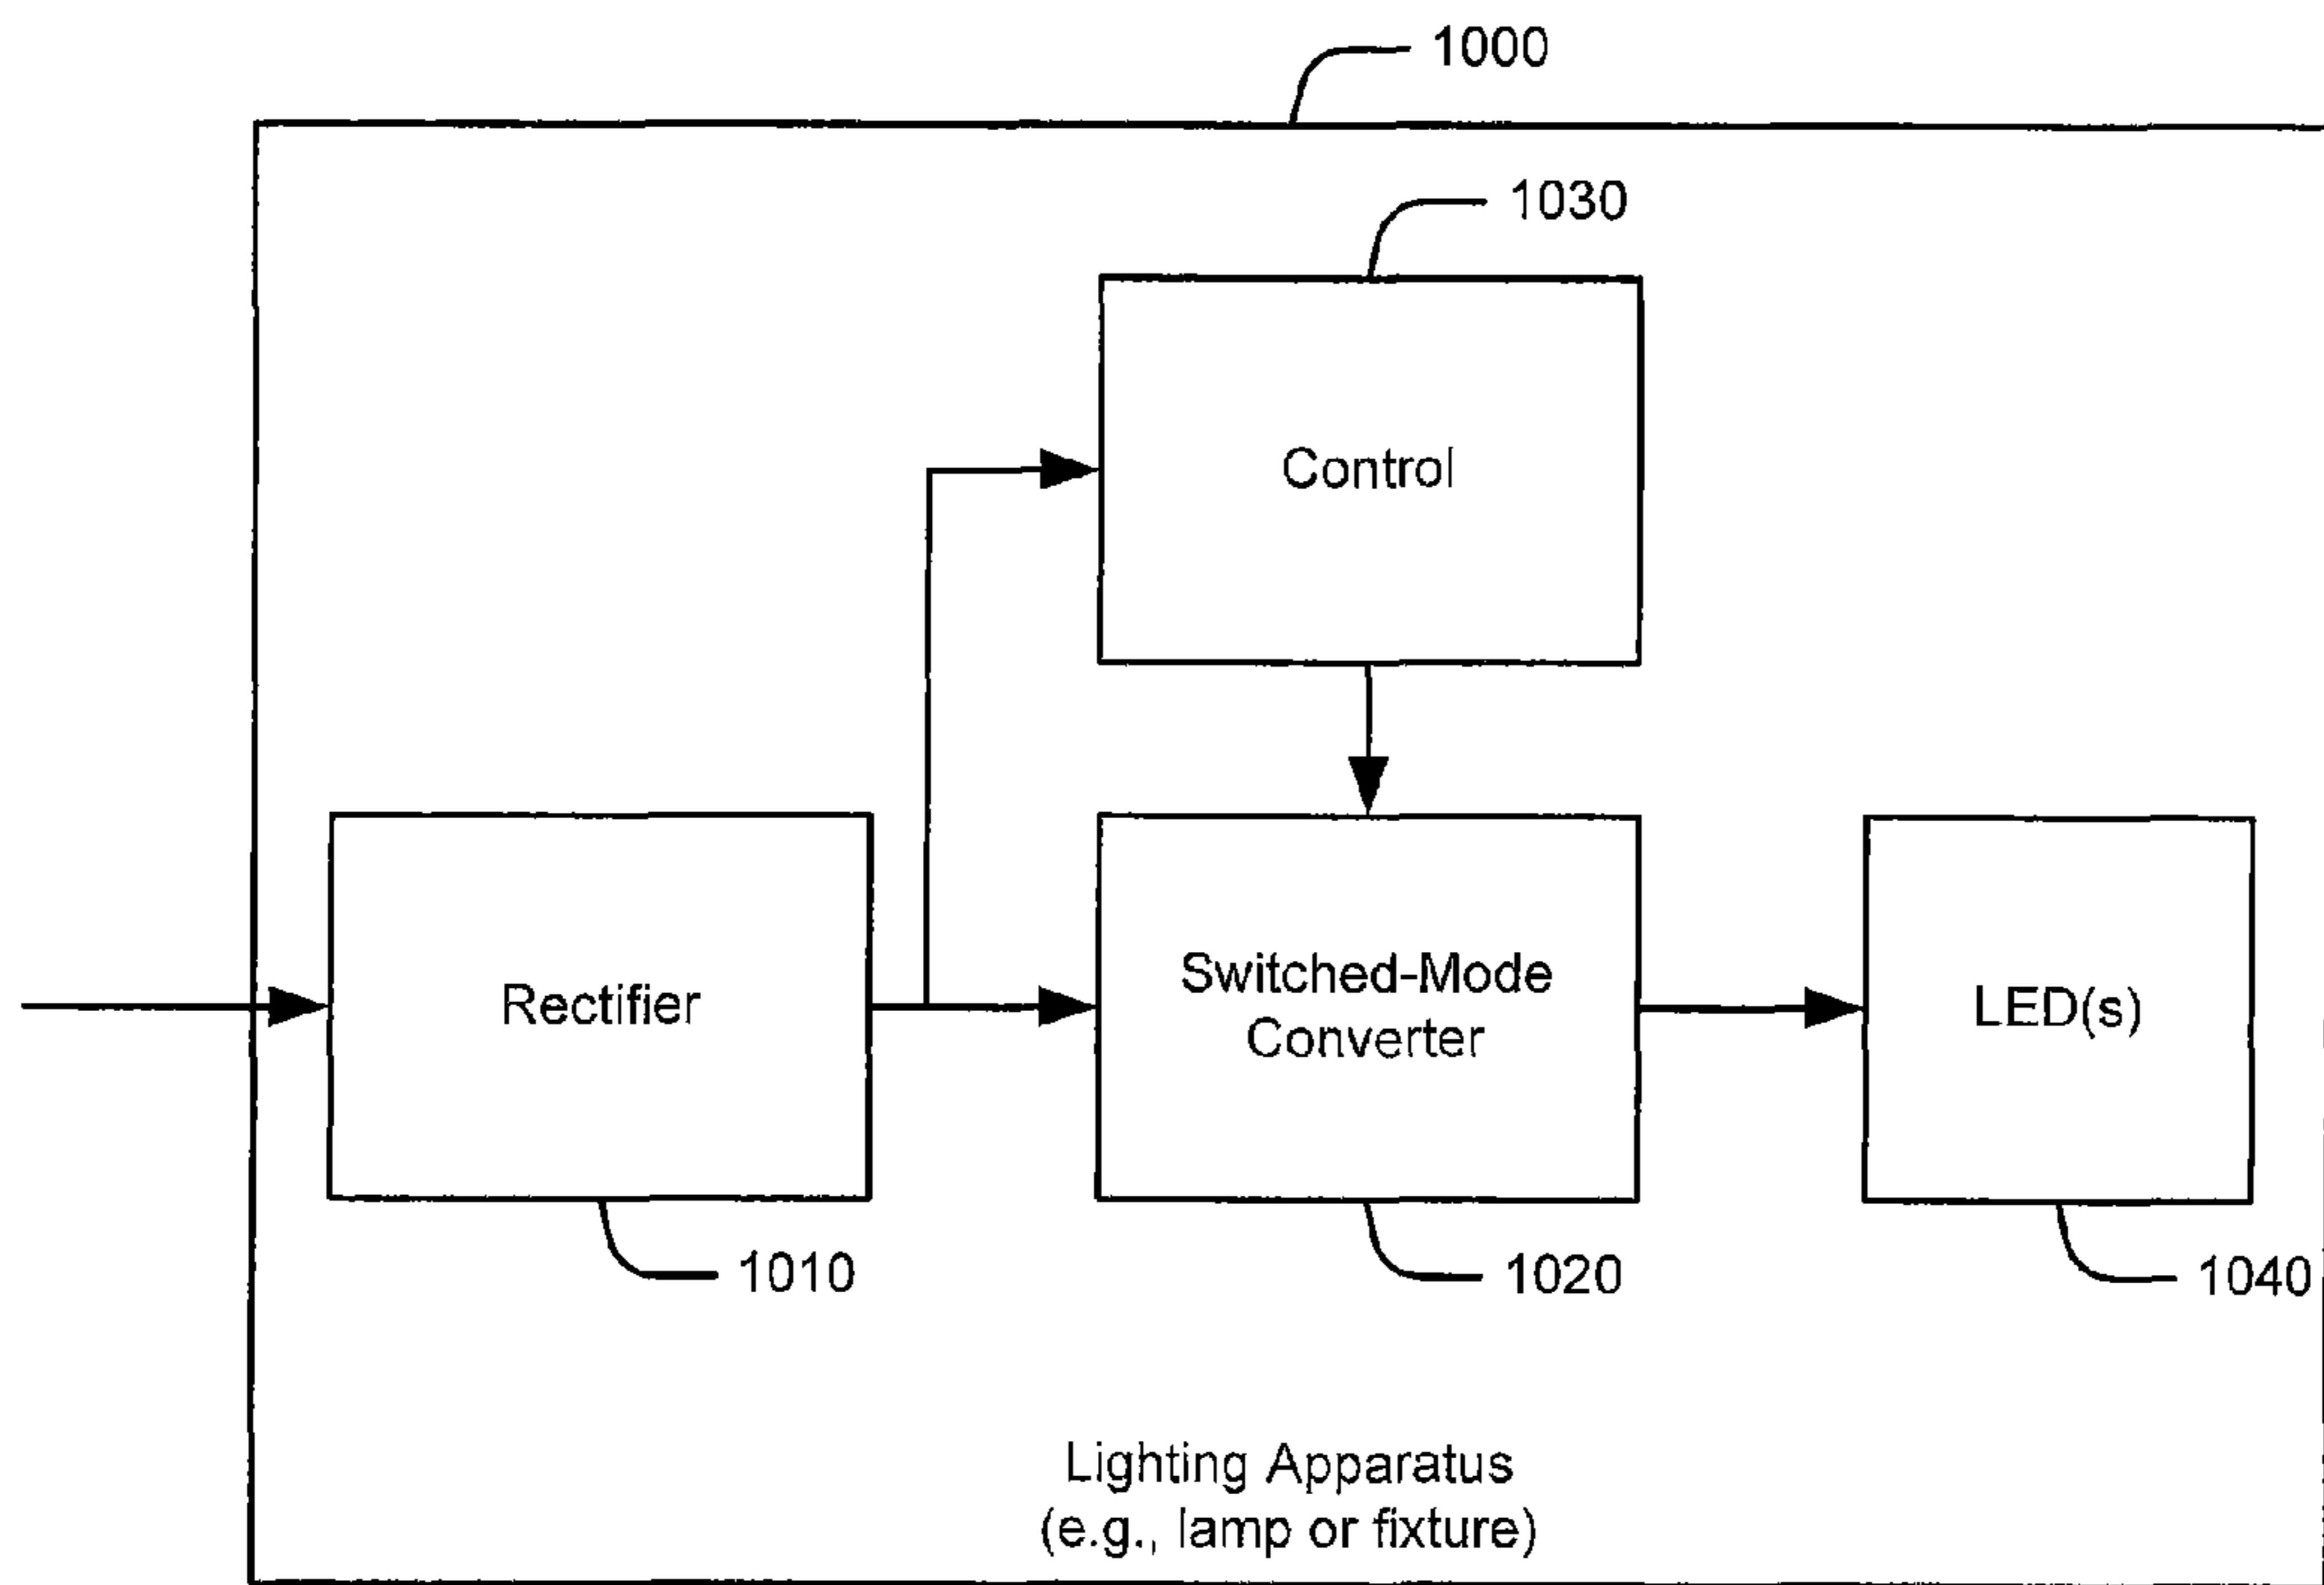 1000
1030
Control
Rectifier
Switched-Mode
Converter
LED(s)
1010
1020
1040
Lighting Apparatus
(e.g., lamp or fixture)